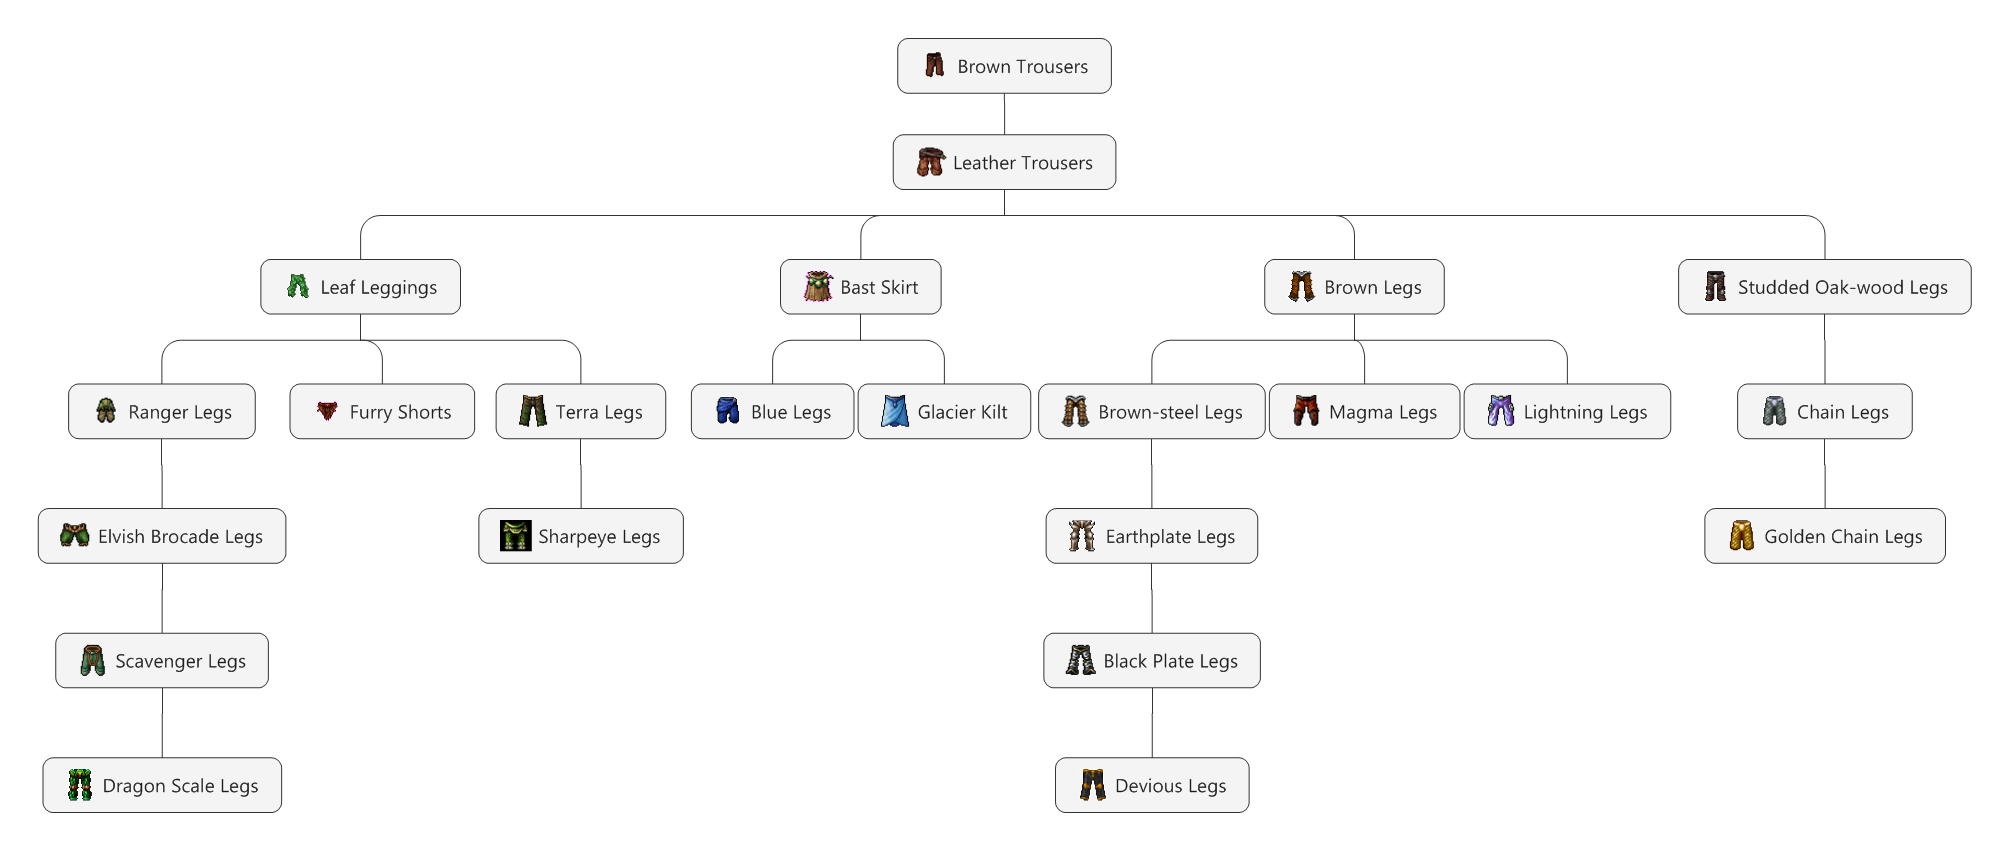 Brown Trousers
Leather Trousers
Leaf Leggings
Bast Skirt
Brown Legs
Studded Oak-wood Legs
Ranger Legs
Furry Shorts
Terra Legs
Blue Legs
Glacier Kilt
Brown-steel Legs
Magma Legs
Lightning Legs
Chain Legs
Elvish Brocade Legs
Sharpeye Legs
Earthplate Legs
Golden Chain Legs
Scavenger Legs
Black Plate Legs
Dragon Scale Legs
Devious Legs